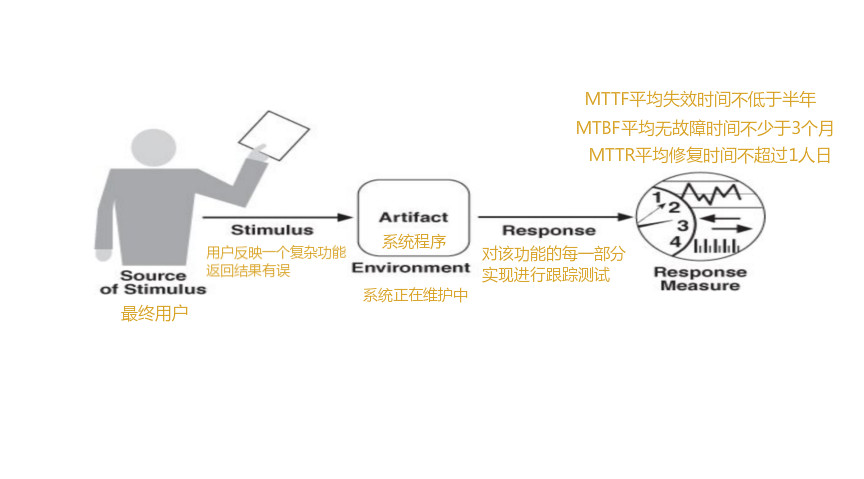 MTTF平均失效时间不低于半年
MTBF平均无故障时间不少于3个月
MTTR平均修复时间不超过1人日
Source
of Stimulus
最终用户
Stimulus
用户反映一个复杂功能
返回结果有误
Artifact
系统程序
Environment
系统正在维护中
Response
对该功能的每一部分
实现进行跟踪测试
1
2
3
4
Response
Measure